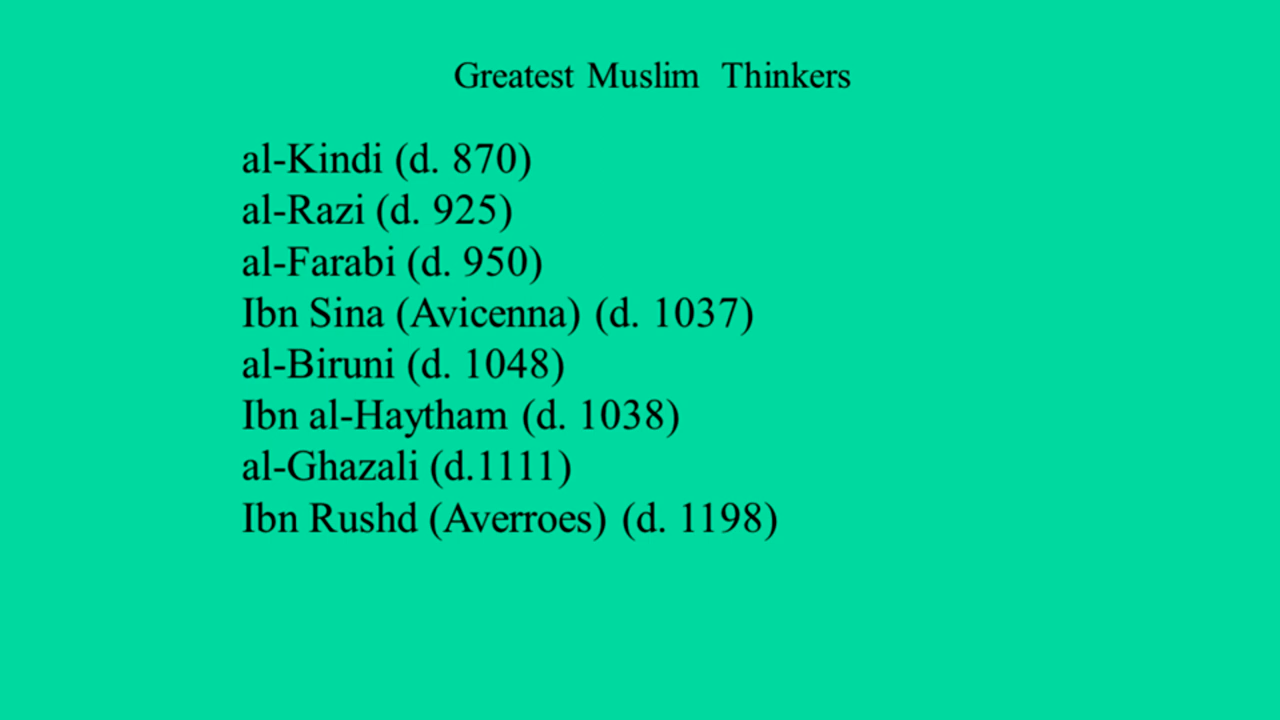 Greatest Muslim Thinkers
al-Kindi (d. 870)
al-Razi (d. 925)
al-Farabi (d. 950)
Ibn Sina (Avicenna) (d. 1037)
al-Biruni (d. 1048)
Ibn al-Haytham (d. 1038)
al-Ghazali (d.1111)
Ibn Rushd (Averroes) (d. 1198)